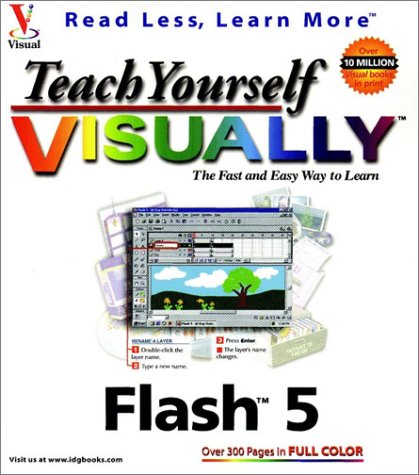 Read Less, Learn More™
Visual
Teach Yourself
VISUALLY™
Over
10 MILLION
Visual books
in print
The Fast and Easy Way to Learn
RENAME A LAYER
1 Double-click the
layer name.
2 Type a new name.
3 Press Enter.
■ The layer's name
changes.
Flash™ 5
Visit us at www.idgbooks.com
Over 300 Pages in FULL COLOR